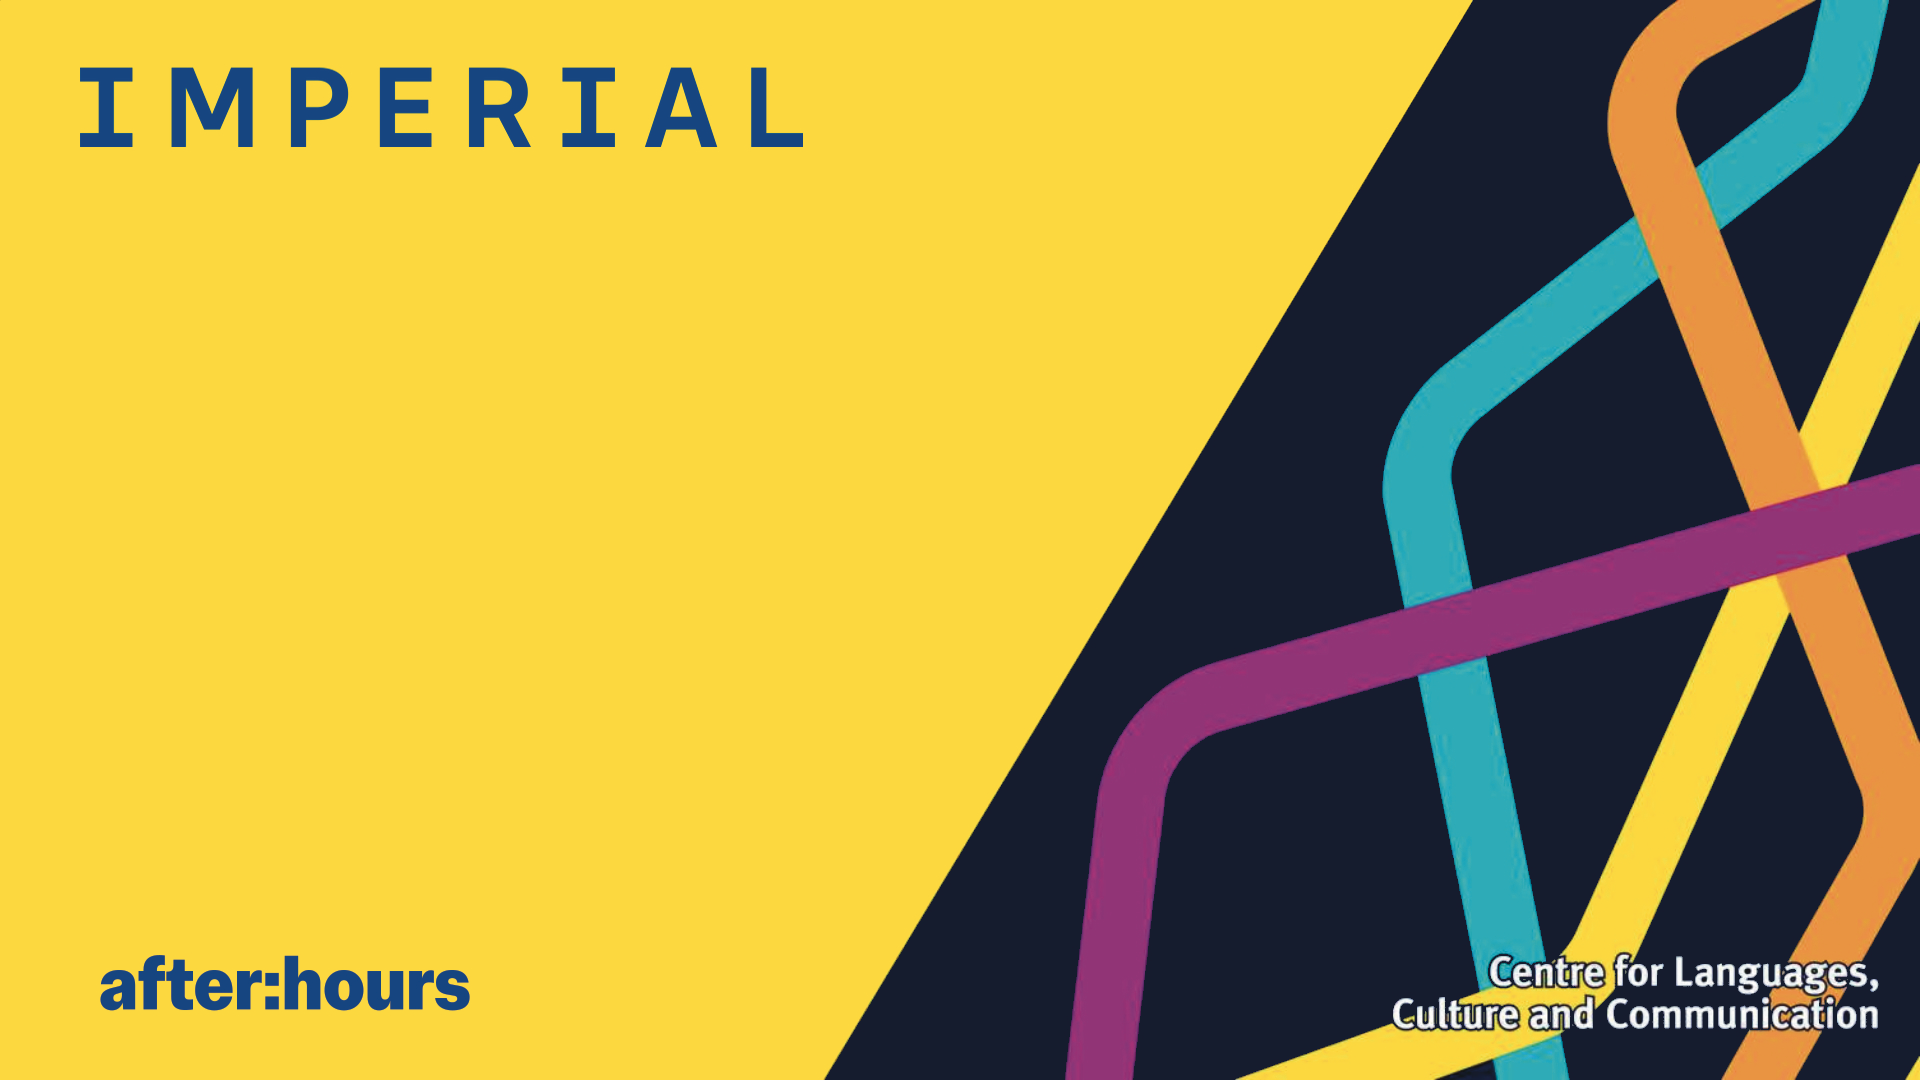 IMPERIAL
after:hours
Centre for Languages,
Culture and Communication